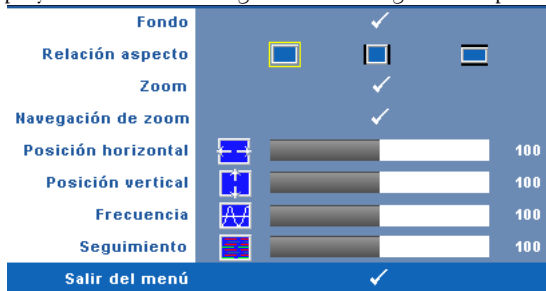 Fondo
Relación aspecto
Zoom
Navegación de zoom
Posición horizontal 100
Posición vertical 100
Frecuencia 100
Seguimiento 100
Salir del menú